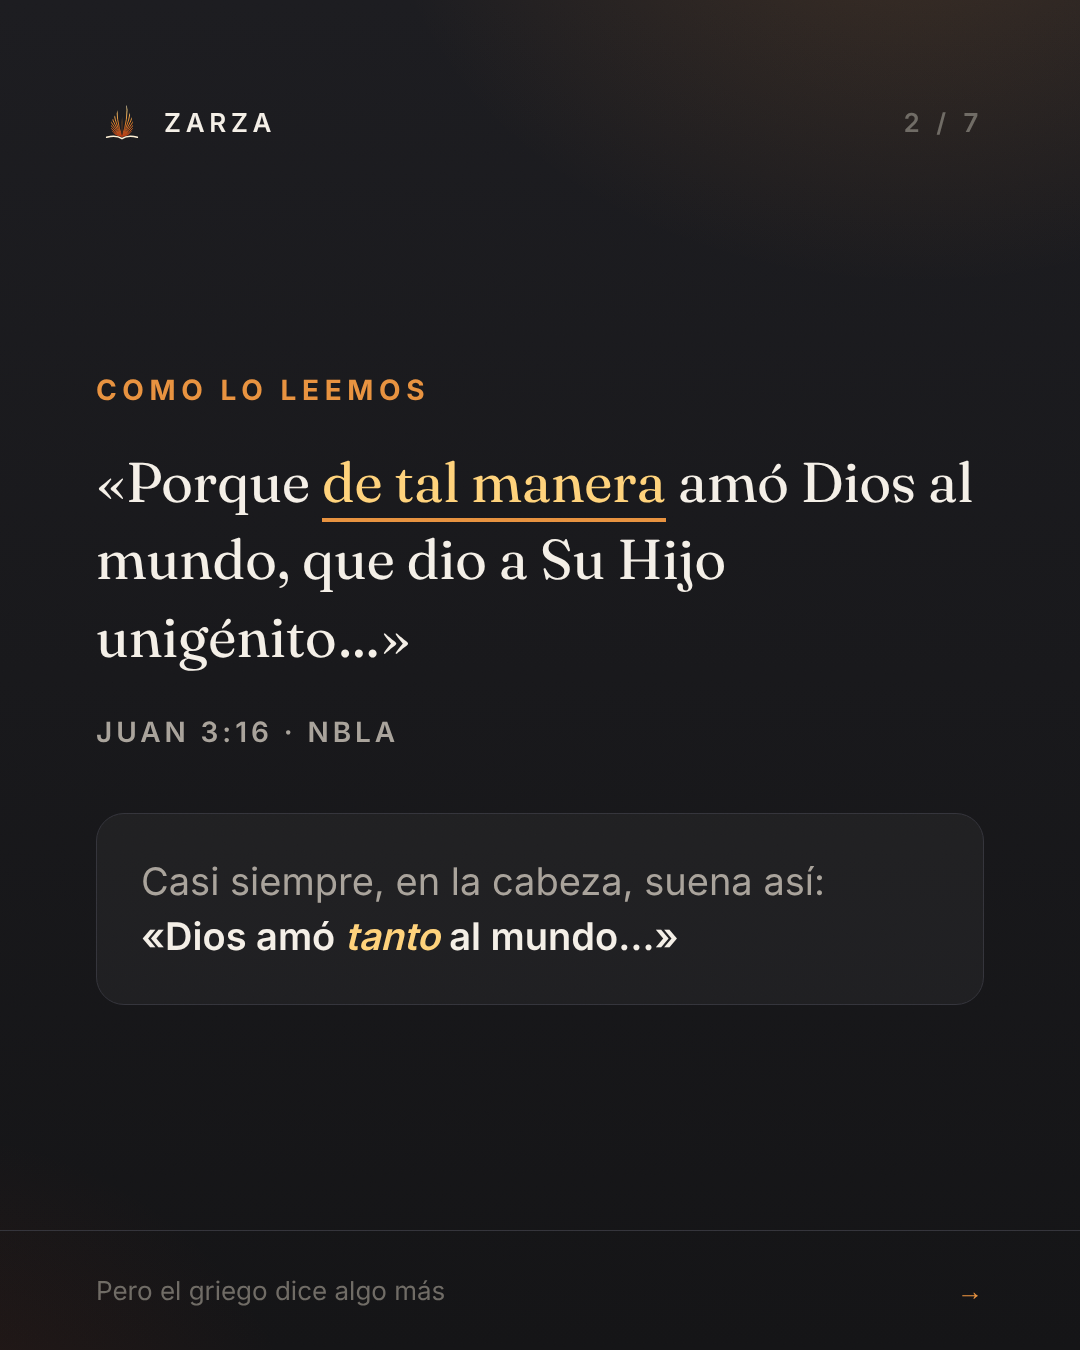 ZARZA
2 / 7
COMO LO LEEMOS
«Porque de tal manera amó Dios al
mundo, que dio a Su Hijo
unigénito...»
JUAN 3:16 · NBLA
Casi siempre, en la cabeza, suena así:
«Dios amó tanto al mundo...»
Pero el griego dice algo más
→